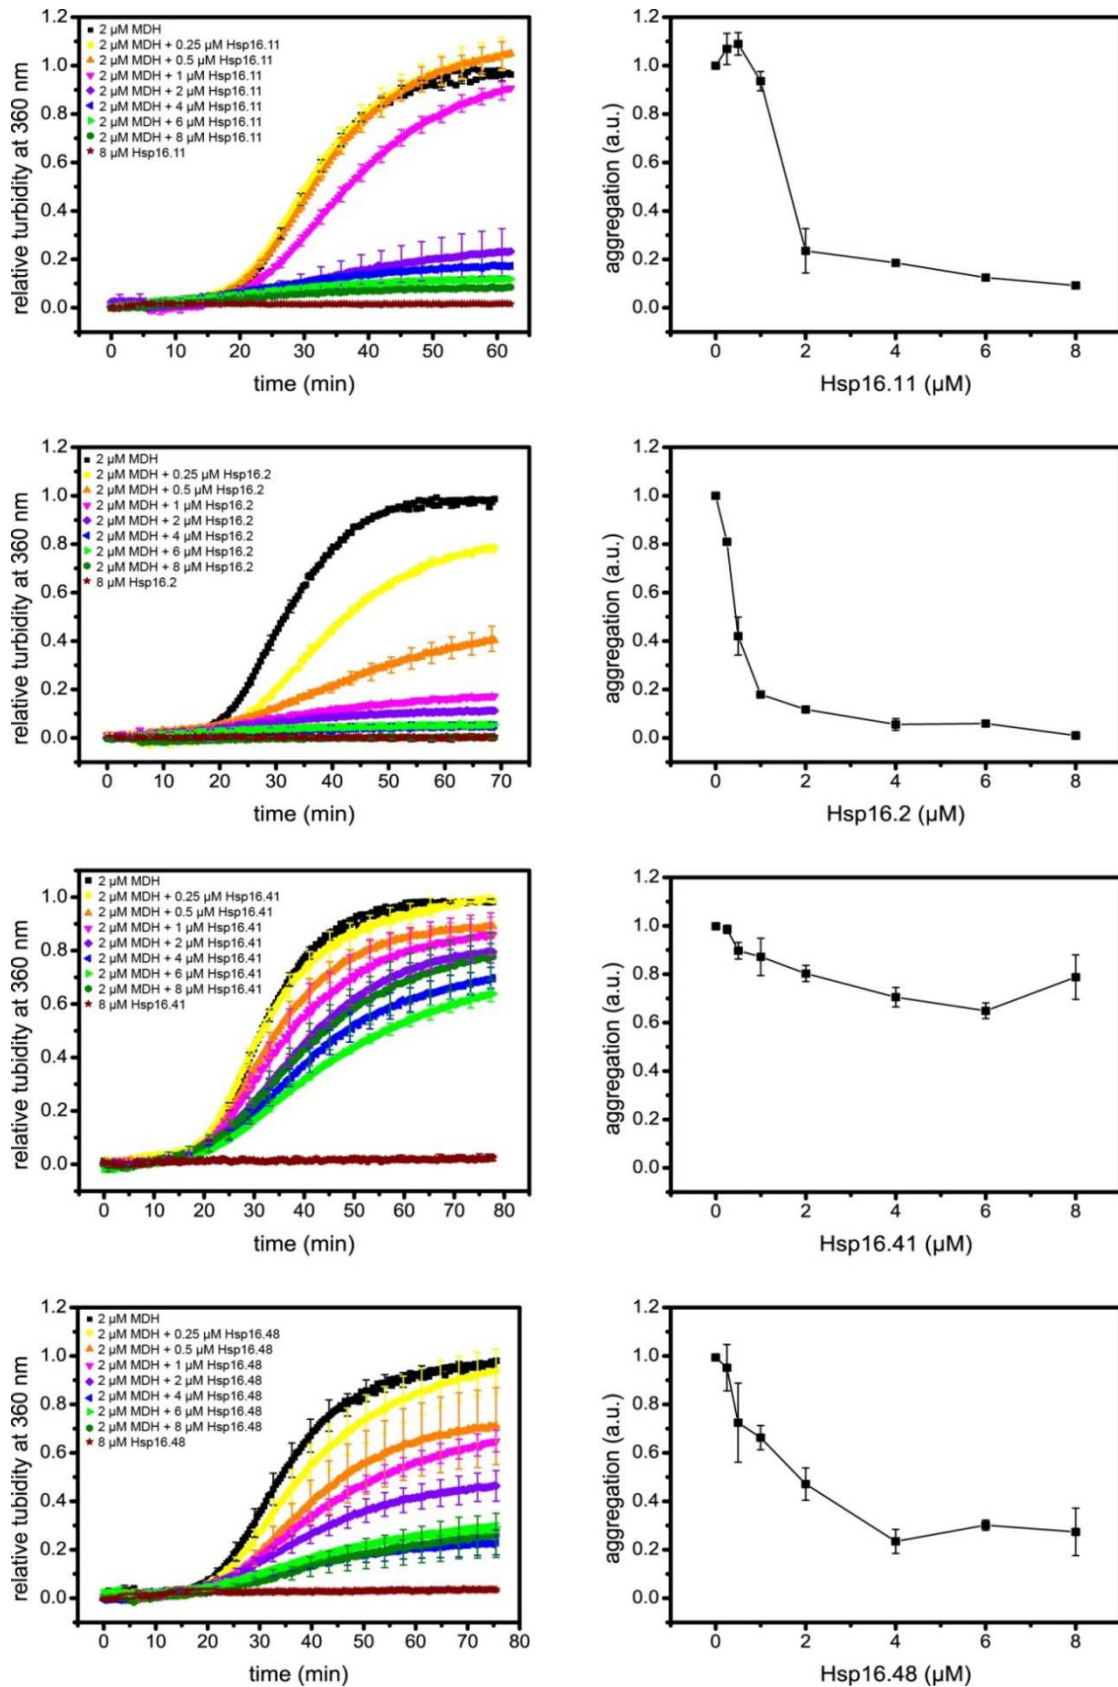 relative turbidity at 360 nm
1.2
1.0
0.8
0.6
0.4
0.2
0.0
2 µM MDH
2 µM MDH + 0.25 µM Hsp16.11
2 µM MDH + 0.5 µM Hsp16.11
2 µM MDH + 1 µM Hsp16.11
2 µM MDH + 2 µM Hsp16.11
2 µM MDH + 4 µM Hsp16.11
2 µM MDH + 6 µM Hsp16.11
2 µM MDH + 8 µM Hsp16.11
8 µM Hsp16.11
0 10 20 30 40 50 60
time (min)
aggregation (a.u.)
1.2
1.0
0.8
0.6
0.4
0.2
0.0
0 2 4 6 8
Hsp16.11 (µM)
relative turbidity at 360 nm
1.2
1.0
0.8
0.6
0.4
0.2
0.0
2 µM MDH
2 µM MDH + 0.25 µM Hsp16.2
2 µM MDH + 0.5 µM Hsp16.2
2 µM MDH + 1 µM Hsp16.2
2 µM MDH + 2 µM Hsp16.2
2 µM MDH + 4 µM Hsp16.2
2 µM MDH + 6 µM Hsp16.2
2 µM MDH + 8 µM Hsp16.2
8 µM Hsp16.2
0 10 20 30 40 50 60 70
time (min)
aggregation (a.u.)
1.2
1.0
0.8
0.6
0.4
0.2
0.0
0 2 4 6 8
Hsp16.2 (µM)
relative tubidity at 360 nm
1.0
0.8
0.6
0.4
0.2
0.0
2 µM MDH
2 µM MDH + 0.25 µM Hsp16.41
2 µM MDH + 0.5 µM Hsp16.41
2 µM MDH + 1 µM Hsp16.41
2 µM MDH + 2 µM Hsp16.41
2 µM MDH + 4 µM Hsp16.41
2 µM MDH + 6 µM Hsp16.41
2 µM MDH + 8 µM Hsp16.41
8 µM Hsp16.41
0 10 20 30 40 50 60 70 80
time (min)
aggregation (a.u.)
1.2
1.0
0.8
0.6
0.4
0.2
0.0
0 2 4 6 8
Hsp16.41 (µM)
relative tubidity at 360 nm
1.2
1.0
0.8
0.6
0.4
0.2
0.0
2 µM MDH
2 µM MDH + 0.25 µM Hsp16.48
2 µM MDH + 0.5 µM Hsp16.48
2 µM MDH + 1 µM Hsp16.48
2 µM MDH + 2 µM Hsp16.48
2 µM MDH + 4 µM Hsp16.48
2 µM MDH + 6 µM Hsp16.48
2 µM MDH + 8 µM Hsp16.48
8 µM Hsp16.48
0 10 20 30 40 50 60 70 80
time (min)
aggregation (a.u.)
1.2
1.0
0.8
0.6
0.4
0.2
0.0
0 2 4 6 8
Hsp16.48 (µM)